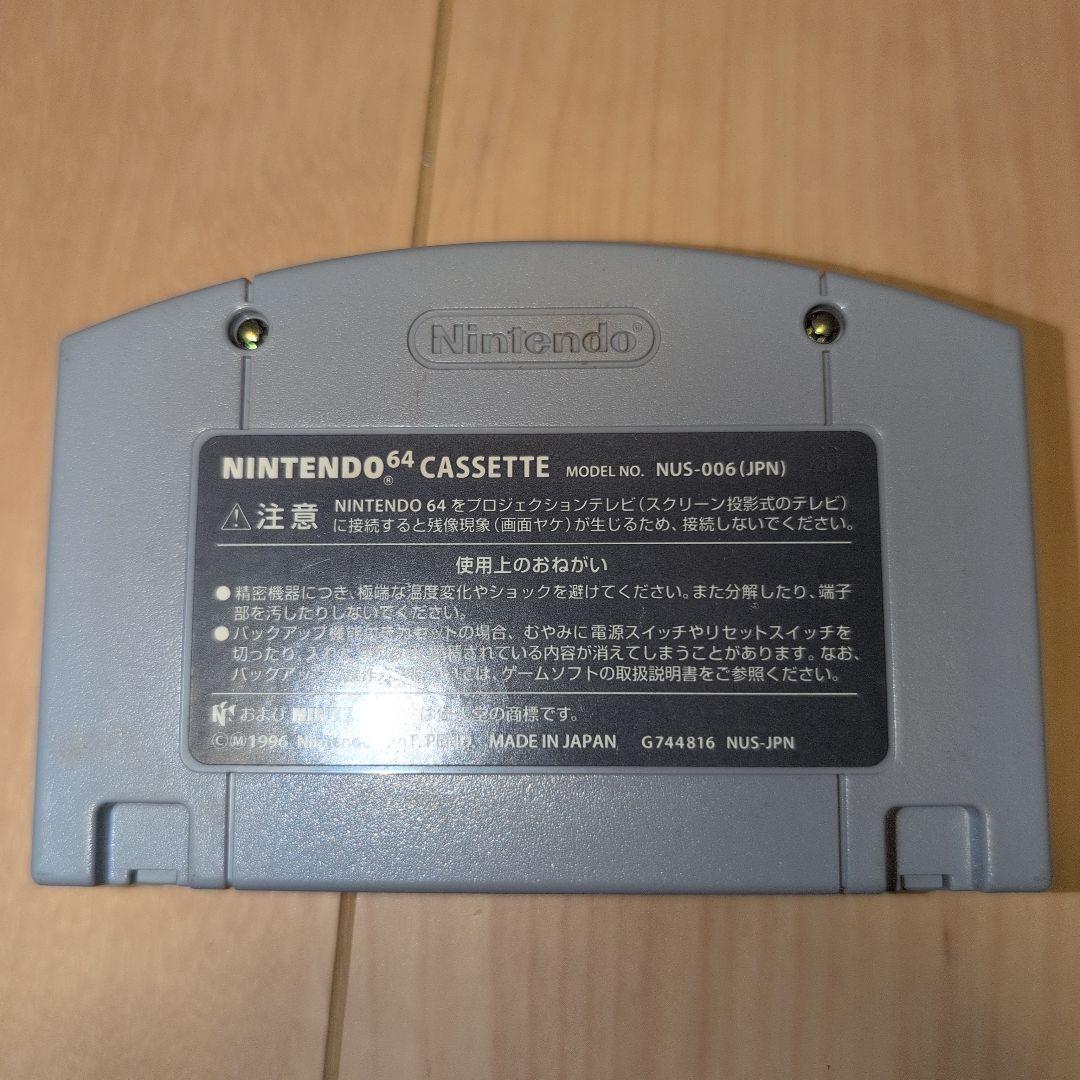 Nintendo®
NINTENDO®64 CASSETTE MODEL NO. NUS-006(JPN)
注意 NINTENDO 64をプロジェクションテレビ(スクリーン投影式のテレビ)
に接続すると残像現象(画面ヤケ)が生じるため、接続しないでください。
使用上のおねがい
●精密機器につき、極端な温度変化やショックを避けてください。また分解したり、端子
部を汚したりしないでください。
●バックアップ機能 の場合、むやみに電源スイッチやリセットスイッチを
切ったり、 されている内容が消えてしまうことがあります。なお、
バックアップ は、ゲームソフトの取扱説明書をご参照ください。
および の商標です。
©Ⓜ1996 Nintendo MADE IN JAPAN G744816 NUS-JPN